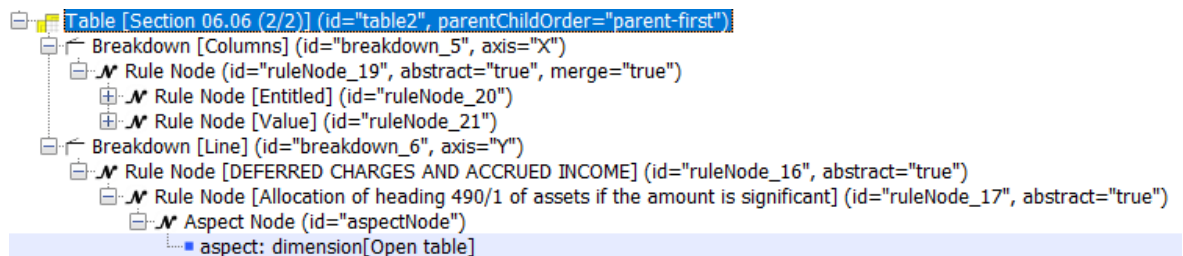 Table [Section 06.06 (2/2)] (id="table2", parentChildOrder="parent-first")
Breakdown [Columns] (id="breakdown_5", axis="X")
Rule Node (id="ruleNode_19", abstract="true", merge="true")
Rule Node [Entitled] (id="ruleNode_20")
Rule Node [Value] (id="ruleNode_21")
Breakdown [Line] (id="breakdown_6", axis="Y")
Rule Node [DEFERRED CHARGES AND ACCRUED INCOME] (id="ruleNode_16", abstract="true")
Rule Node [Allocation of heading 490/1 of assets if the amount is significant] (id="ruleNode_17", abstract="true")
Aspect Node (id="aspectNode")
aspect: dimension[Open table]